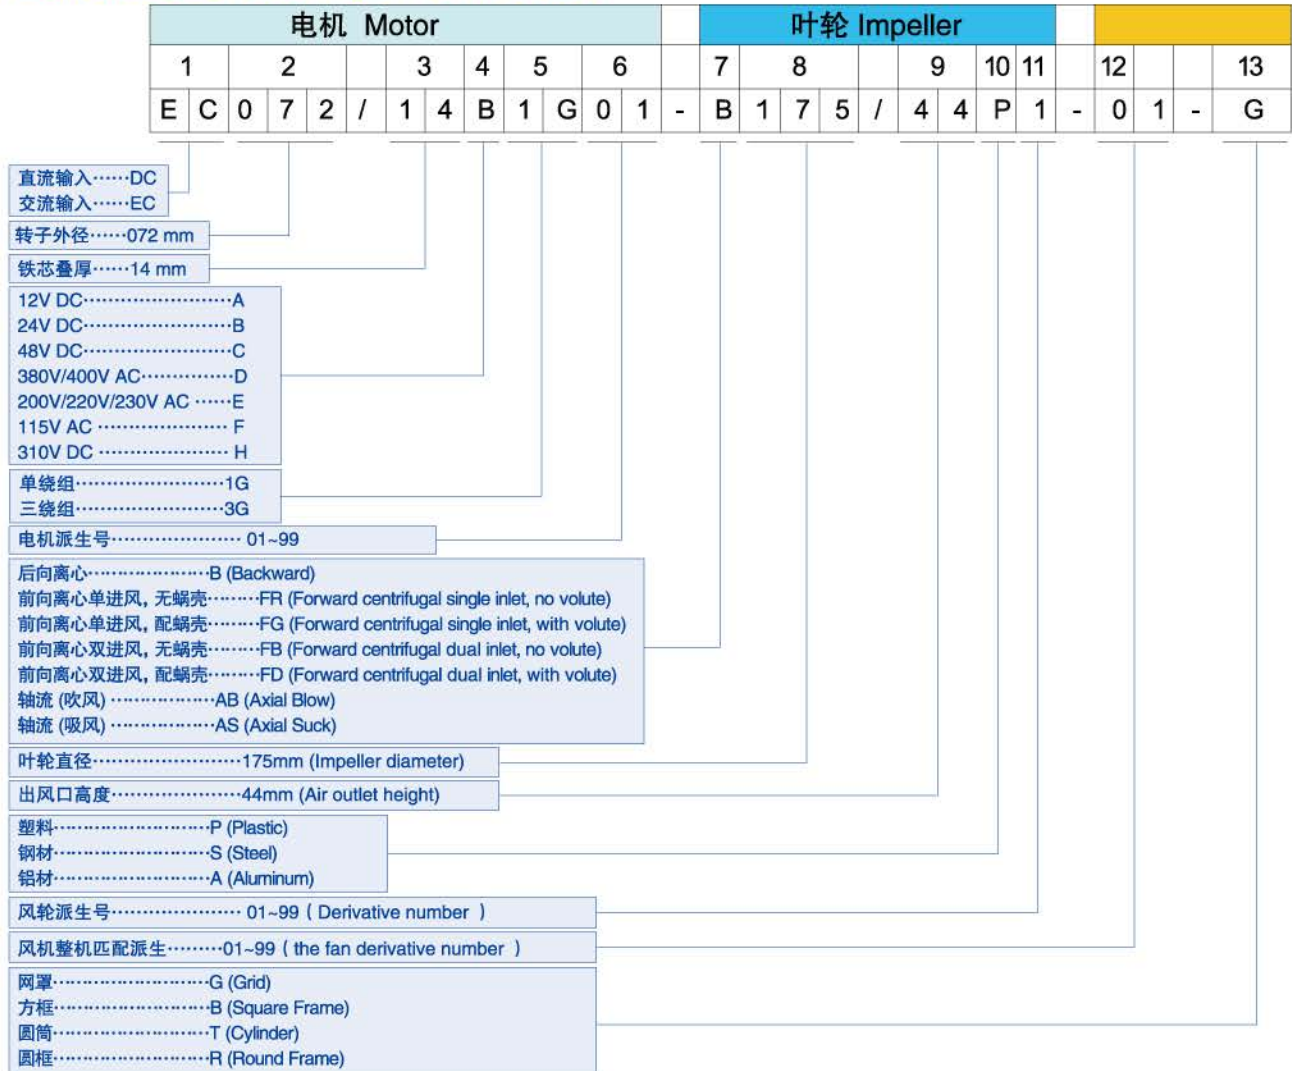 电机 Motor 叶轮 Impeller
1 2 3 4 5 6 7 8 9 10 11 12 13
E C 0 7 2 / 1 4 B 1 G 0 1 - B 1 7 5 / 4 4 P 1 - 0 1 - G
直流输入……DC
交流输入……EC
转子外径……072 mm
铁芯叠厚……14 mm
12V DC……………………A
24V DC……………………B
48V DC……………………C
380V/400V AC……………D
200V/220V/230V AC ……E
115V AC ………………… F
310V DC ………………… H
单绕组……………………1G
三绕组……………………3G
电机派生号………………… 01~99
后向离心…………………B (Backward)
前向离心单进风, 无蜗壳………FR (Forward centrifugal single inlet, no volute)
前向离心单进风, 配蜗壳………FG (Forward centrifugal single inlet, with volute)
前向离心双进风, 无蜗壳………FB (Forward centrifugal dual inlet, no volute)
前向离心双进风, 配蜗壳………FD (Forward centrifugal dual inlet, with volute)
轴流 (吹风) ………………AB (Axial Blow)
轴流 (吸风) ………………AS (Axial Suck)
叶轮直径……………………175mm (Impeller diameter)
出风口高度…………………44mm (Air outlet height)
塑料………………………P (Plastic)
钢材………………………S (Steel)
铝材………………………A (Aluminum)
风轮派生号………………… 01~99 ( Derivative number )
风机整机匹配派生………01~99 ( the fan derivative number )
网罩………………………G (Grid)
方框………………………B (Square Frame)
圆筒………………………T (Cylinder)
圆框………………………R (Round Frame)